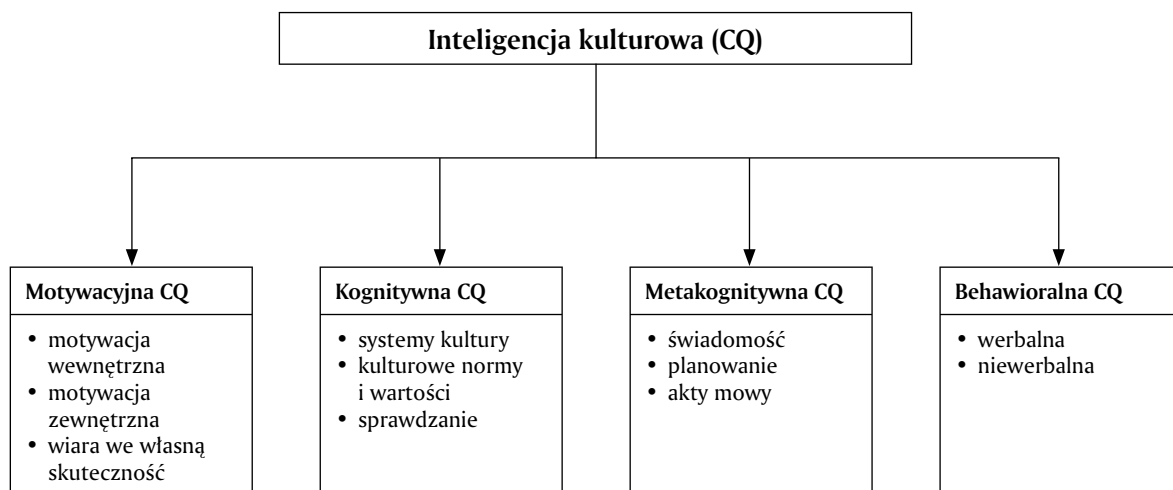 Inteligencja kulturowa (CQ)
Motywacyjna CQ
• motywacja
wewnętrzna
• motywacja
zewnętrzna
• wiara we własną
skuteczność
Kognitywna CQ
• systemy kultury
• kulturowe normy
i wartości
• sprawdzanie
Metakognitywna CQ
• świadomość
• planowanie
• akty mowy
Behawioralna CQ
• werbalna
• niewerbalna